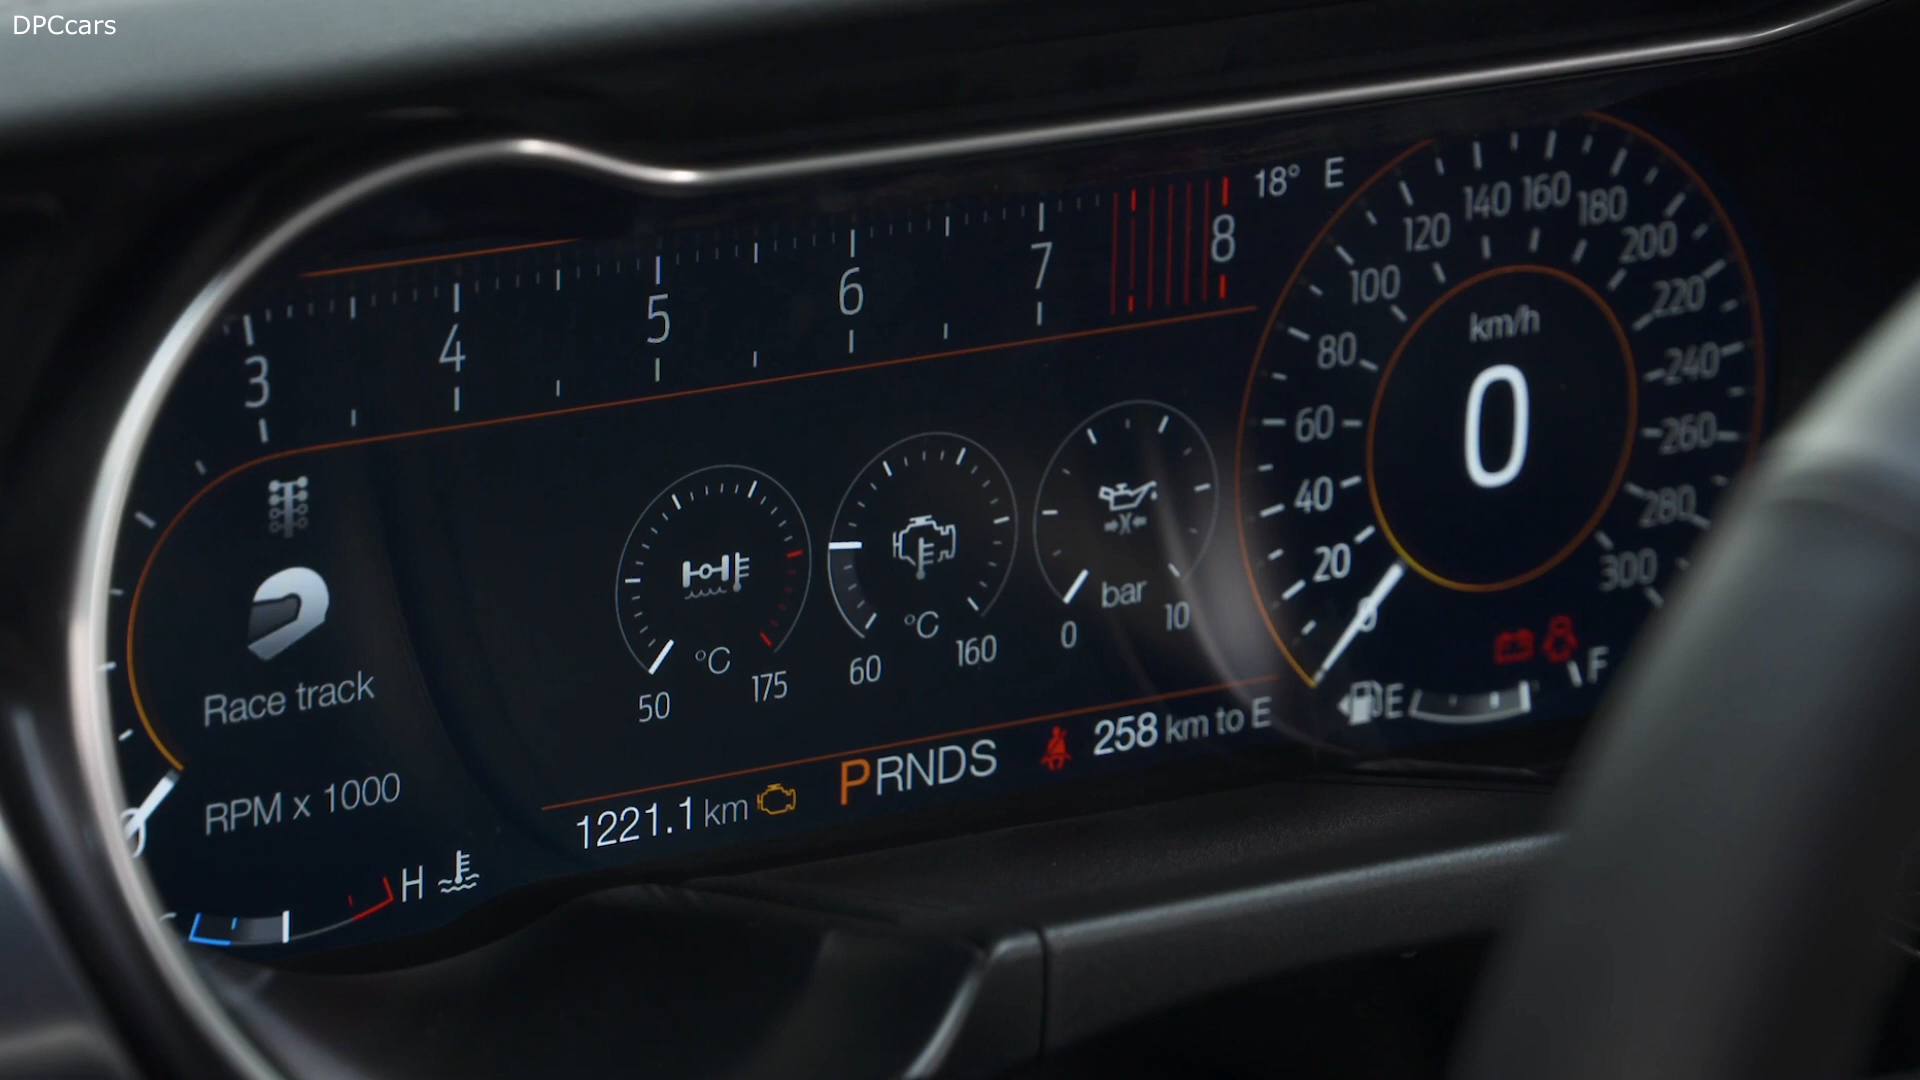 DPCcars
18° E
3 4 5 6 7 8
Race track
RPM x 1000
H
50 °C 175
60 °C 160
0 bar 10
1221.1 km
PRNDS
258 km to E
0 20 40 60 80 100 120 140 160 180 200 220 240 260 280 300
km/h
0
E F